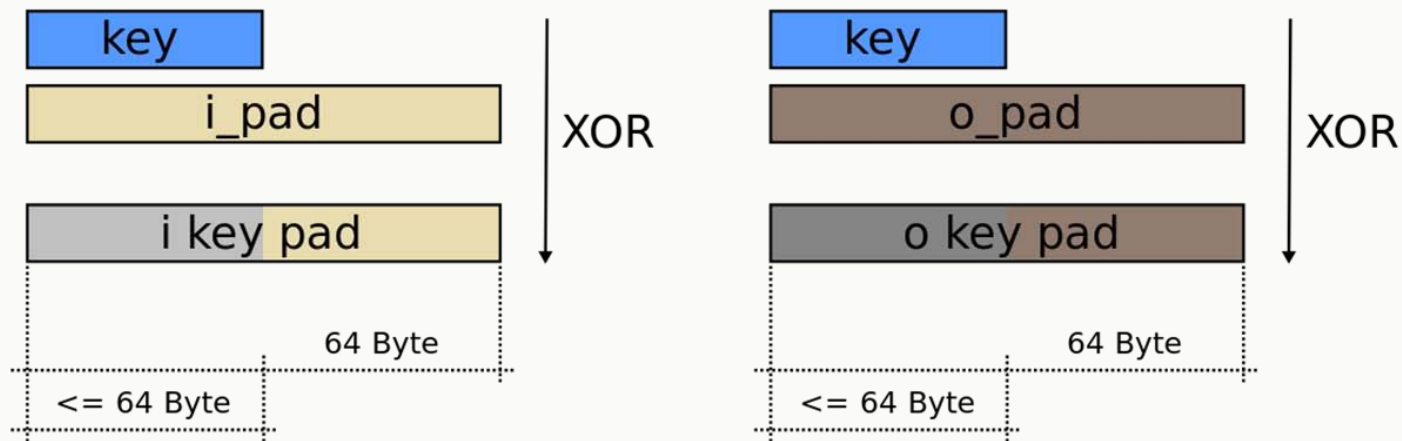 key
i_pad
XOR
i key pad
64 Byte
<= 64 Byte
key
o_pad
XOR
o key pad
64 Byte
<= 64 Byte